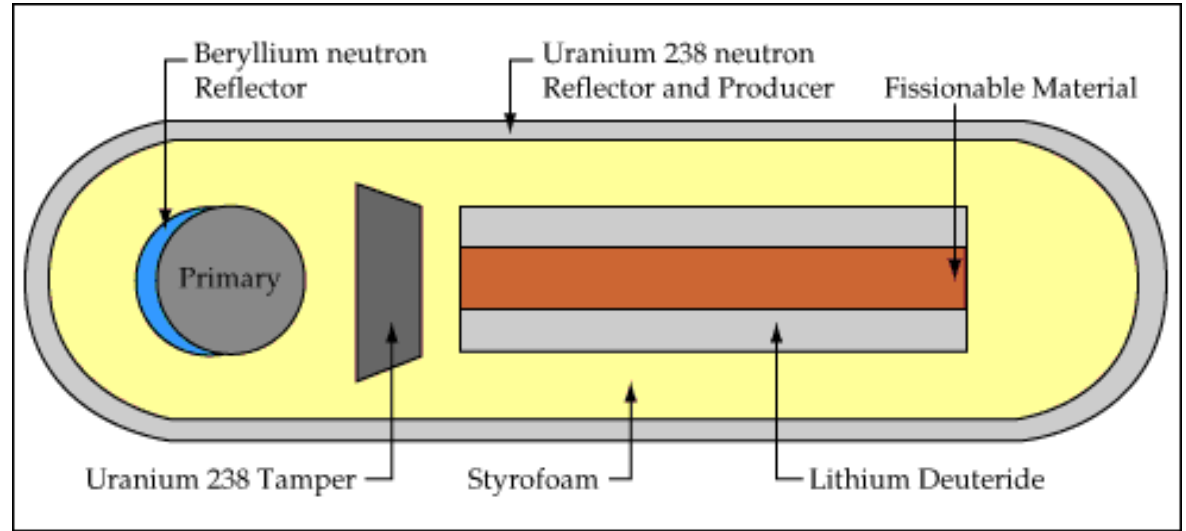 Beryllium neutron
Reflector
Uranium 238 neutron
Reflector and Producer
Fissionable Material
Primary
Uranium 238 Tamper
Styrofoam
Lithium Deuteride